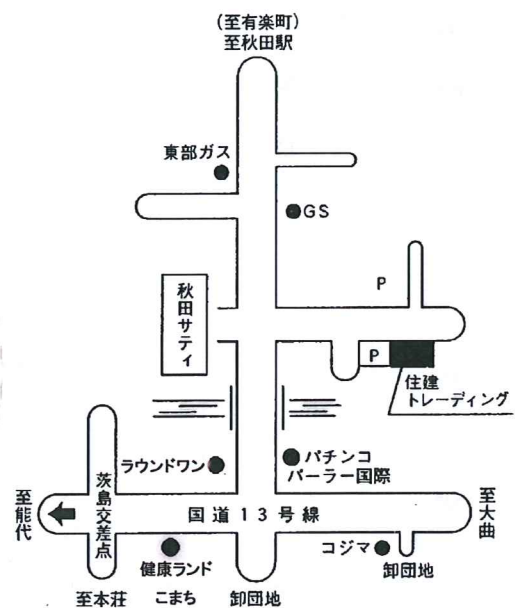 (至有楽町)
至秋田駅
東部ガス
GS
P
秋田サティ
P
住建
トレーディング
ラウンドワン
パチンコ
パーラー国際
至能代
茨島交差点
国道13号線
至大曲
健康ランド
こまち
コジマ
卸団地
至本荘
卸団地